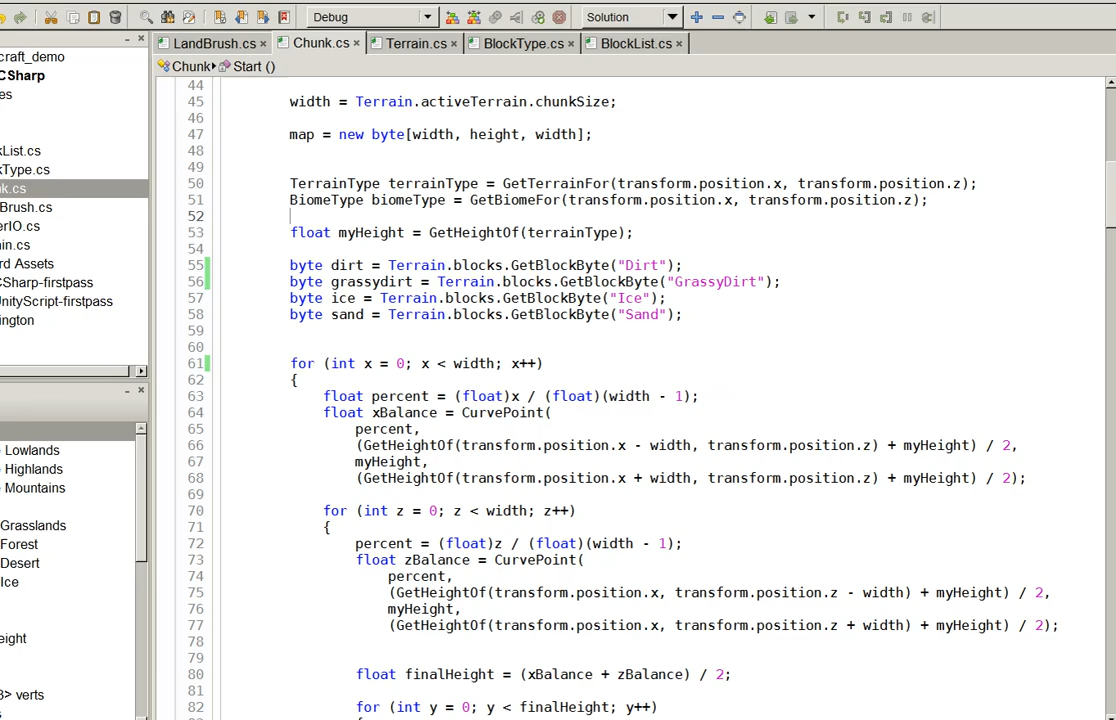 Debug
Solution
LandBrush.cs ×
Chunk.cs ×
Terrain.cs ×
BlockType.cs ×
BlockList.cs ×
Chunk
Start ()
craft_demo
CSharp
es
kList.cs
kType.cs
nk.cs
Brush.cs
erIO.cs
in.cs
rd Assets
CSharp-firstpass
UnityScript-firstpass
ington
Lowlands
Highlands
Mountains
Grasslands
Forest
Desert
Ice
eight
3> verts
44
45 width = Terrain.activeTerrain.chunkSize;
46
47 map = new byte[width, height, width];
48
49
50 TerrainType terrainType = GetTerrainFor(transform.position.x, transform.position.z);
51 BiomeType biomeType = GetBiomeFor(transform.position.x, transform.position.z);
52
53 float myHeight = GetHeightOf(terrainType);
54
55 byte dirt = Terrain.blocks.GetBlockByte("Dirt");
56 byte grassydirt = Terrain.blocks.GetBlockByte("GrassyDirt");
57 byte ice = Terrain.blocks.GetBlockByte("Ice");
58 byte sand = Terrain.blocks.GetBlockByte("Sand");
59
60
61 for (int x = 0; x < width; x++)
62 {
63 float percent = (float)x / (float)(width - 1);
64 float xBalance = CurvePoint(
65 percent,
66 (GetHeightOf(transform.position.x - width, transform.position.z) + myHeight) / 2,
67 myHeight,
68 (GetHeightOf(transform.position.x + width, transform.position.z) + myHeight) / 2);
69
70 for (int z = 0; z < width; z++)
71 {
72 percent = (float)z / (float)(width - 1);
73 float zBalance = CurvePoint(
74 percent,
75 (GetHeightOf(transform.position.x, transform.position.z - width) + myHeight) / 2,
76 myHeight,
77 (GetHeightOf(transform.position.x, transform.position.z + width) + myHeight) / 2);
78
79
80 float finalHeight = (xBalance + zBalance) / 2;
81
82 for (int y = 0; y < finalHeight; y++)